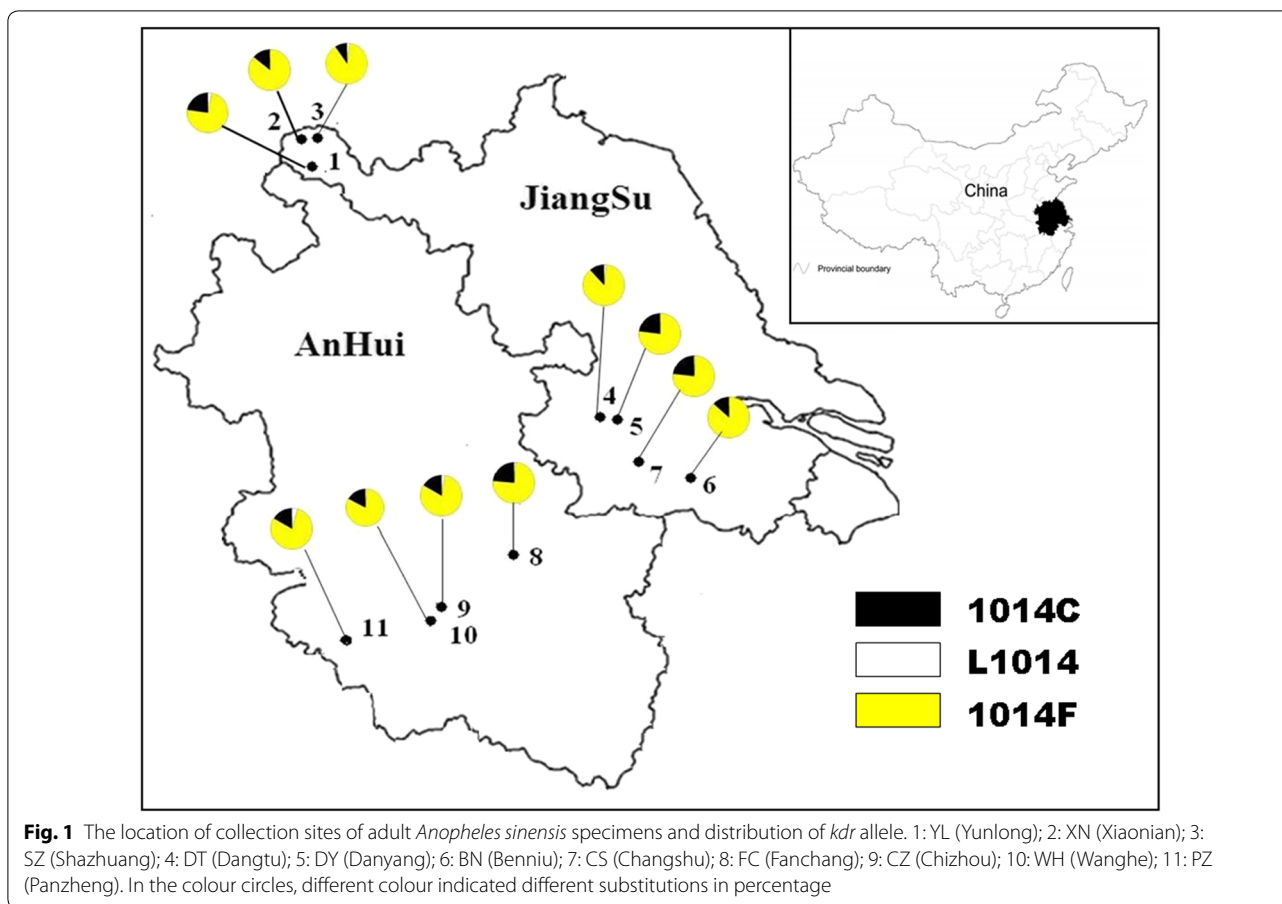 2
3
1
JiangSu
China
Provincial boundary
AnHui
4
5
7
6
8
9
10
11
1014C
L1014
1014F
Fig. 1 The location of collection sites of adult Anopheles sinensis specimens and distribution of kdr allele. 1: YL (Yunlong); 2: XN (Xiaonian); 3:
SZ (Shazhuang); 4: DT (Dangtu); 5: DY (Danyang); 6: BN (Benniu); 7: CS (Changshu); 8: FC (Fanchang); 9: CZ (Chizhou); 10: WH (Wanghe); 11: PZ
(Panzheng). In the colour circles, different colour indicated different substitutions in percentage